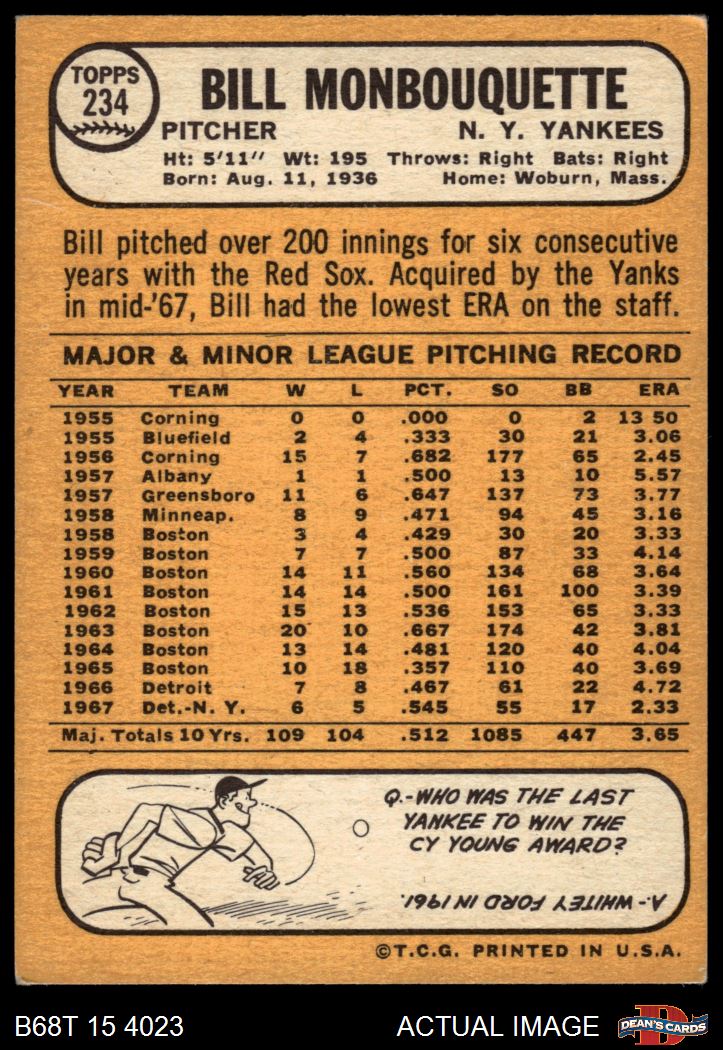 TOPPS
234
BILL MONBOUQUETTE
PITCHER N. Y. YANKEES
Ht: 5'11" Wt: 195 Throws: Right Bats: Right
Born: Aug. 11, 1936 Home: Woburn, Mass.
Bill pitched over 200 innings for six consecutive
years with the Red Sox. Acquired by the Yanks
in mid-'67, Bill had the lowest ERA on the staff.
MAJOR & MINOR LEAGUE PITCHING RECORD
YEAR TEAM W L PCT. SO BB ERA
1955 Corning 0 0 .000 0 2 13 50
1955 Bluefield 2 4 .333 30 21 3.06
1956 Corning 15 7 .682 177 65 2.45
1957 Albany 1 1 .500 13 10 5.57
1957 Greensboro 11 6 .647 137 73 3.77
1958 Minneap. 8 9 .471 94 45 3.16
1958 Boston 3 4 .429 30 20 3.33
1959 Boston 7 7 .500 87 33 4.14
1960 Boston 14 11 .560 134 68 3.64
1961 Boston 14 14 .500 161 100 3.39
1962 Boston 15 13 .536 153 65 3.33
1963 Boston 20 10 .667 174 42 3.81
1964 Boston 13 14 .481 120 40 4.04
1965 Boston 10 18 .357 110 40 3.69
1966 Detroit 7 8 .467 61 22 4.72
1967 Det.-N. Y. 6 5 .545 55 17 2.33
Maj. Totals 10 Yrs. 109 104 .512 1085 447 3.65
Q.-WHO WAS THE LAST
YANKEE TO WIN THE
CY YOUNG AWARD?
A.-WHITEY FORD IN 1961.
©T.C.G. PRINTED IN U.S.A.
B68T 15 4023 ACTUAL IMAGE
D
DEAN'S CARDS